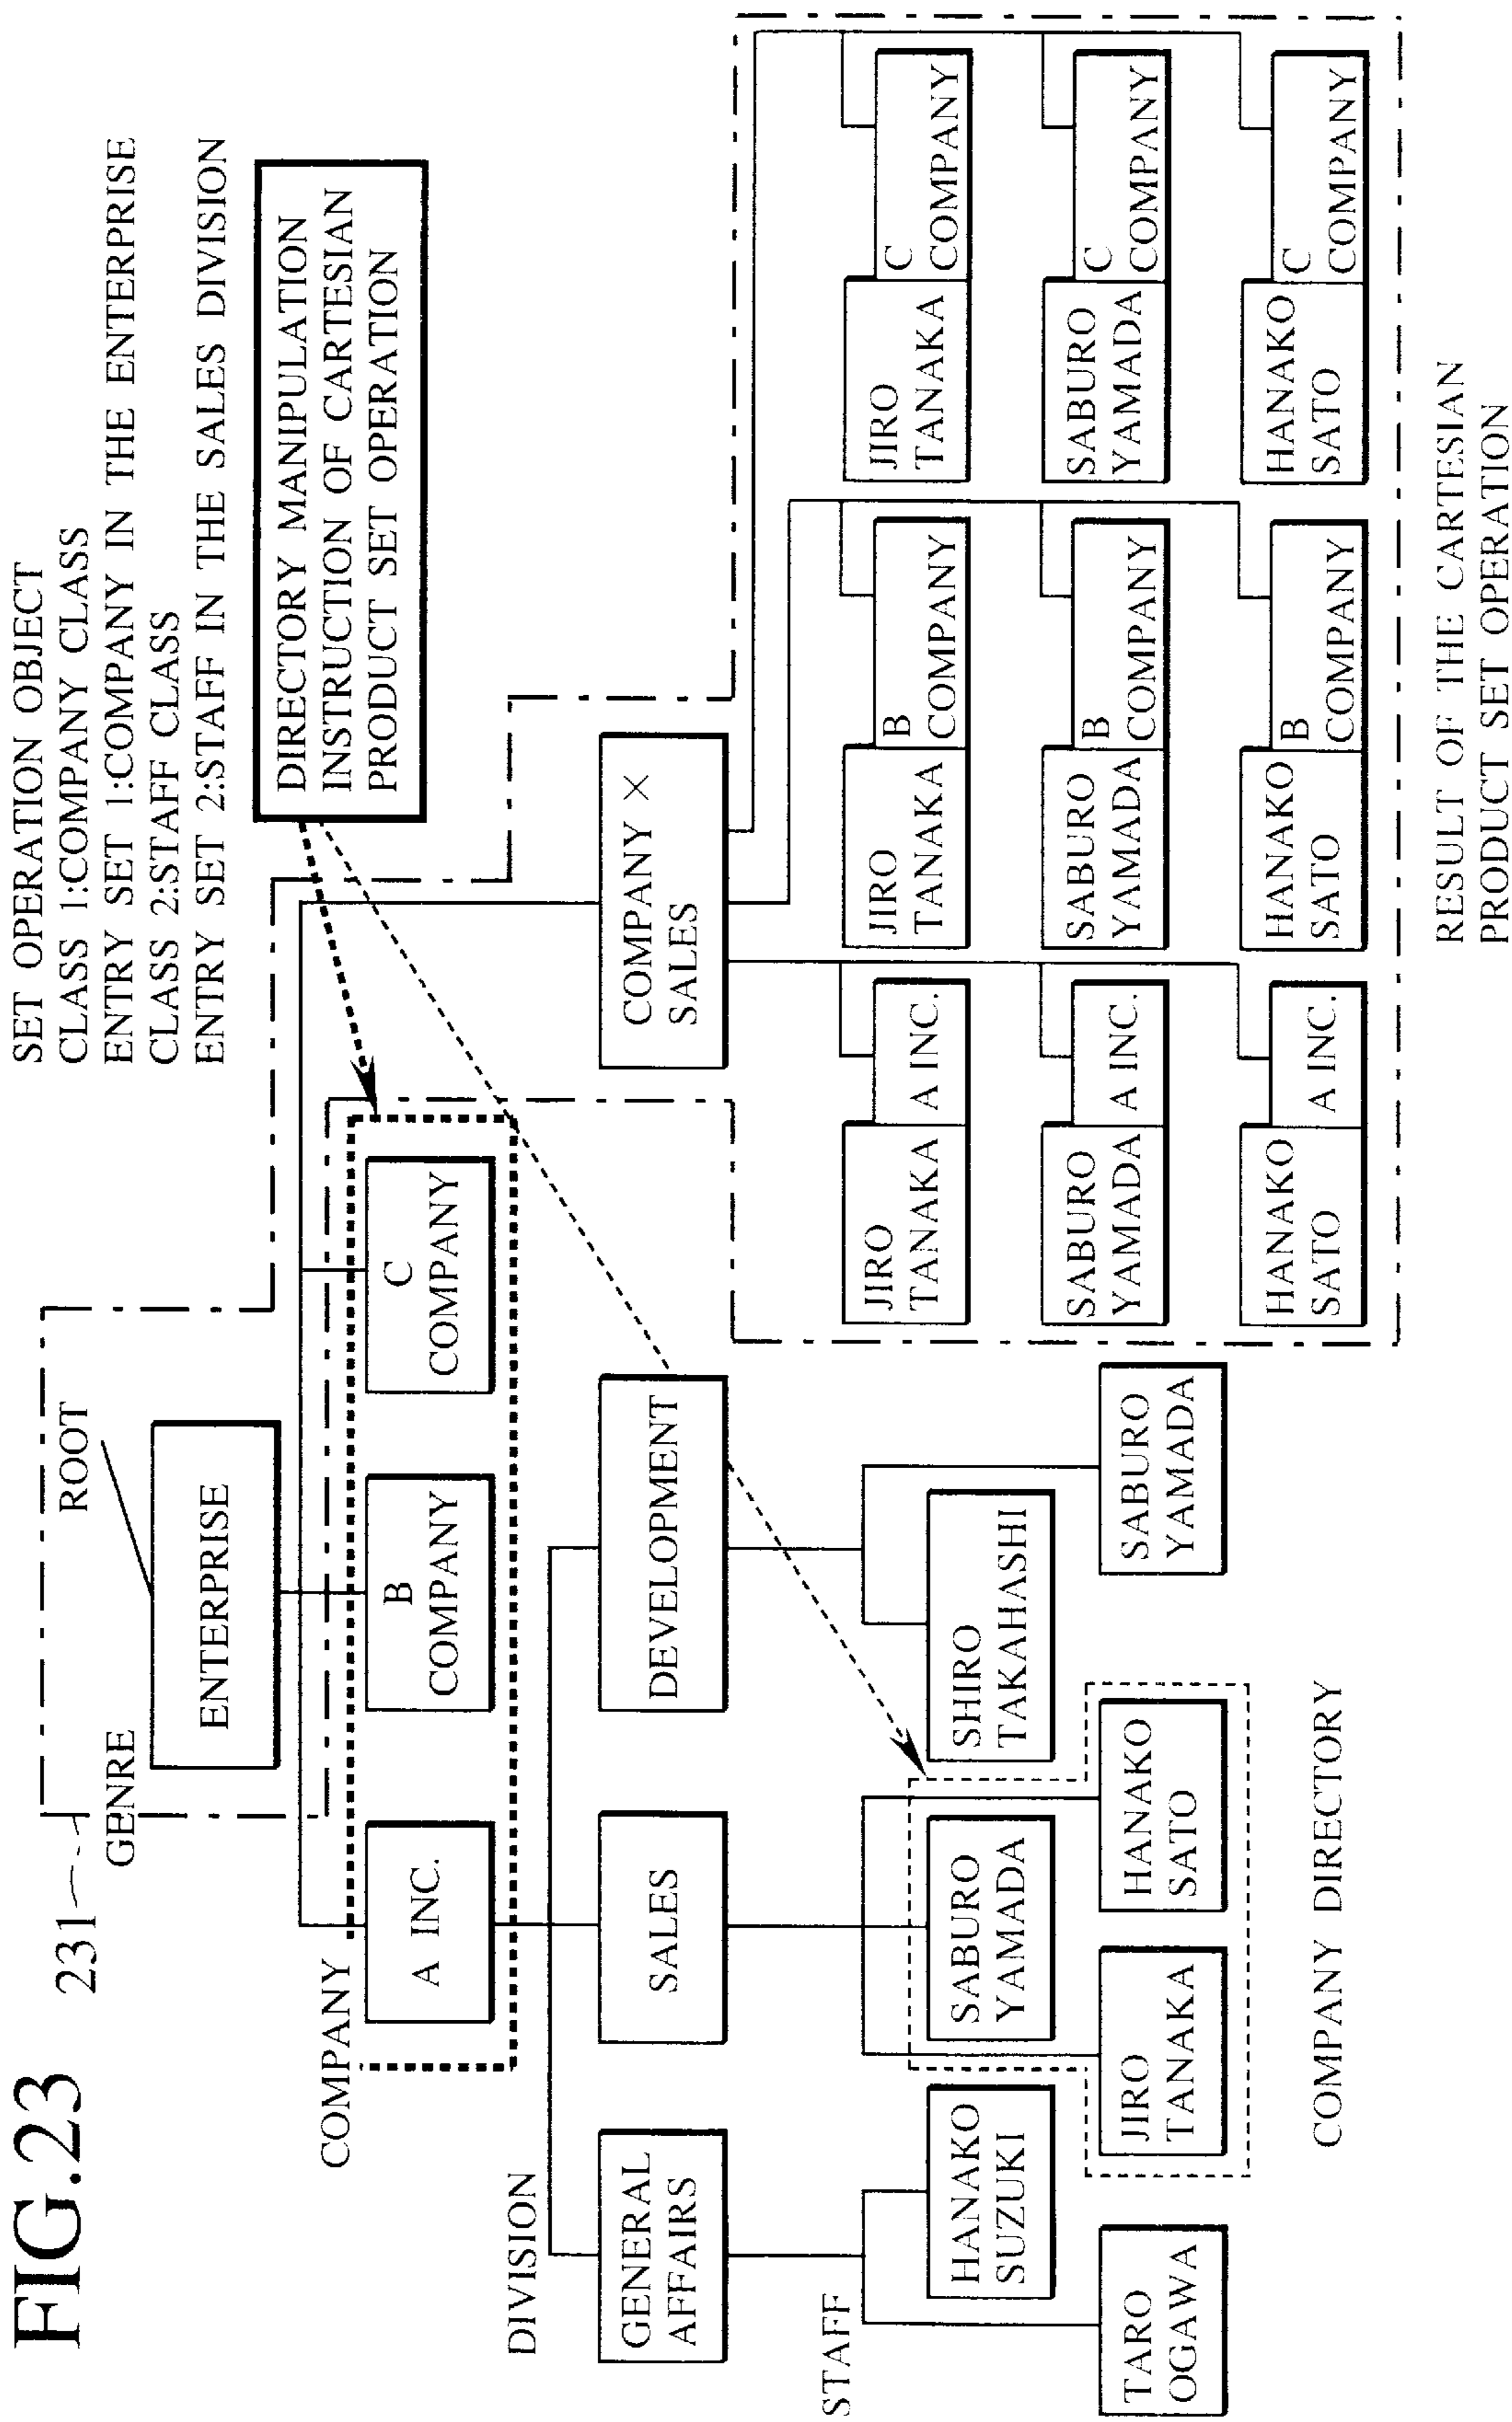 FIG.23
231
SET OPERATION OBJECT
CLASS 1:COMPANY CLASS
ENTRY SET 1:COMPANY IN THE ENTERPRISE
CLASS 2:STAFF CLASS
ENTRY SET 2:STAFF IN THE SALES DIVISION
ROOT
GENRE
ENTERPRISE
DIRECTORY MANIPULATION
INSTRUCTION OF CARTESIAN
PRODUCT SET OPERATION
COMPANY
A INC.
B
COMPANY
C
COMPANY
DIVISION
GENERAL
AFFAIRS
SALES
DEVELOPMENT
COMPANY ×
SALES
STAFF
TARO
OGAWA
HANAKO
SUZUKI
JIRO
TANAKA
SABURO
YAMADA
HANAKO
SATO
SHIRO
TAKAHASHI
SABURO
YAMADA
JIRO
TANAKA
A INC.
JIRO
TANAKA
B
COMPANY
JIRO
TANAKA
C
COMPANY
SABURO
YAMADA
A INC.
SABURO
YAMADA
B
COMPANY
SABURO
YAMADA
C
COMPANY
HANAKO
SATO
A INC.
HANAKO
SATO
B
COMPANY
HANAKO
SATO
C
COMPANY
COMPANY DIRECTORY
RESULT OF THE CARTESIAN
PRODUCT SET OPERATION